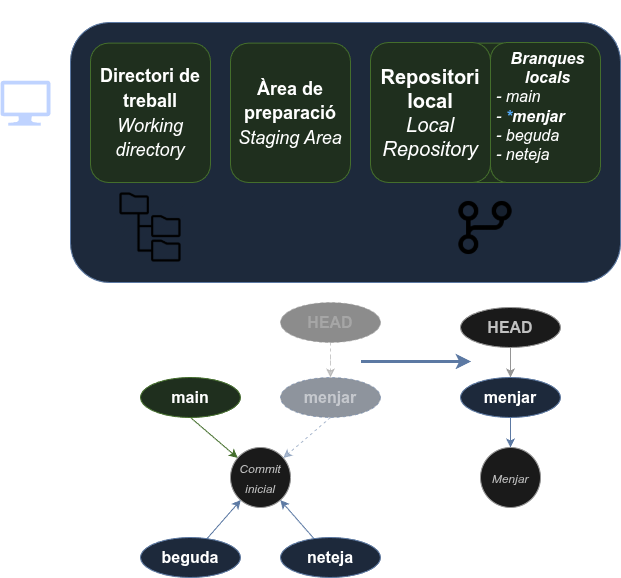 Directori de
treball
Working
directory
Àrea de
preparació
Staging Area
Repositori
local
Local
Repository
Branques
locals
- main
- *menjar
- beguda
- neteja
HEAD
HEAD
main
menjar
menjar
Commit
inicial
Menjar
beguda
neteja